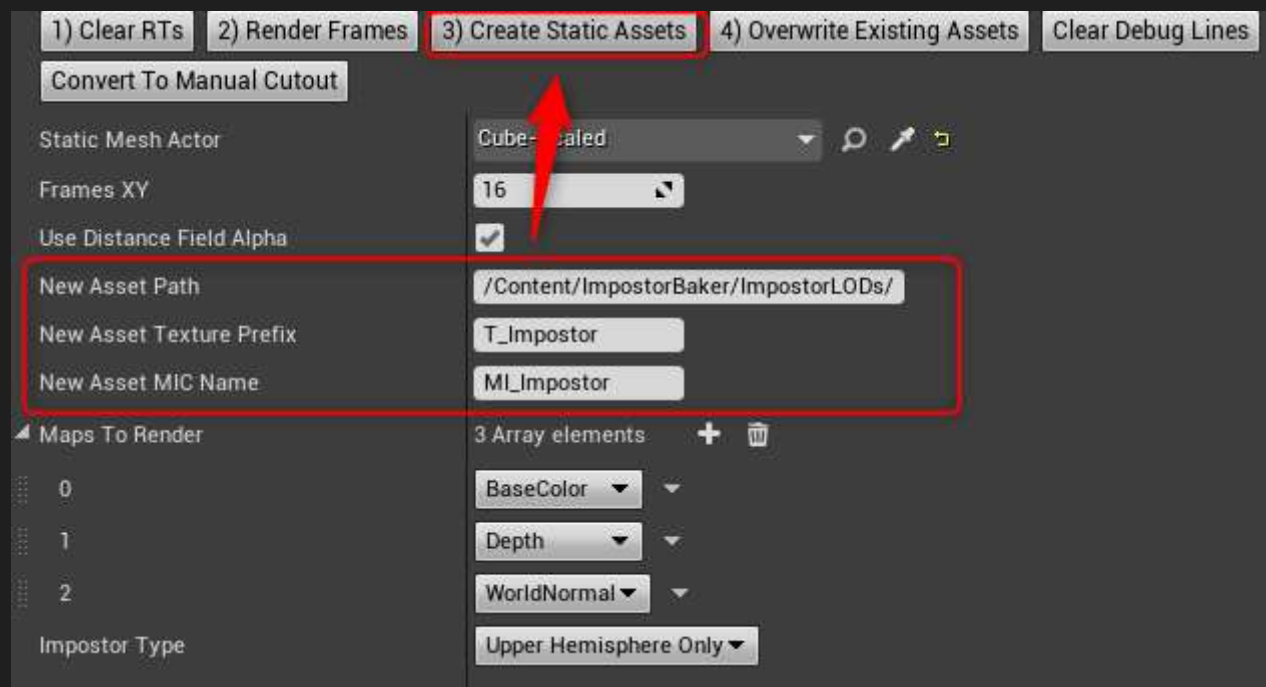 1) Clear RTs 2) Render Frames 3) Create Static Assets 4) Overwrite Existing Assets Clear Debug Lines
Convert To Manual Cutout
Static Mesh Actor
Frames XY 16
Use Distance Field Alpha
New Asset Path /Content/ImpostorBaker/ImpostorLODs/
New Asset Texture Prefix T_Impostor
New Asset MIC Name MI_Impostor
Maps To Render 3 Array elements
0 BaseColor
1 Depth
2 WorldNormal
Impostor Type Upper Hemisphere Only